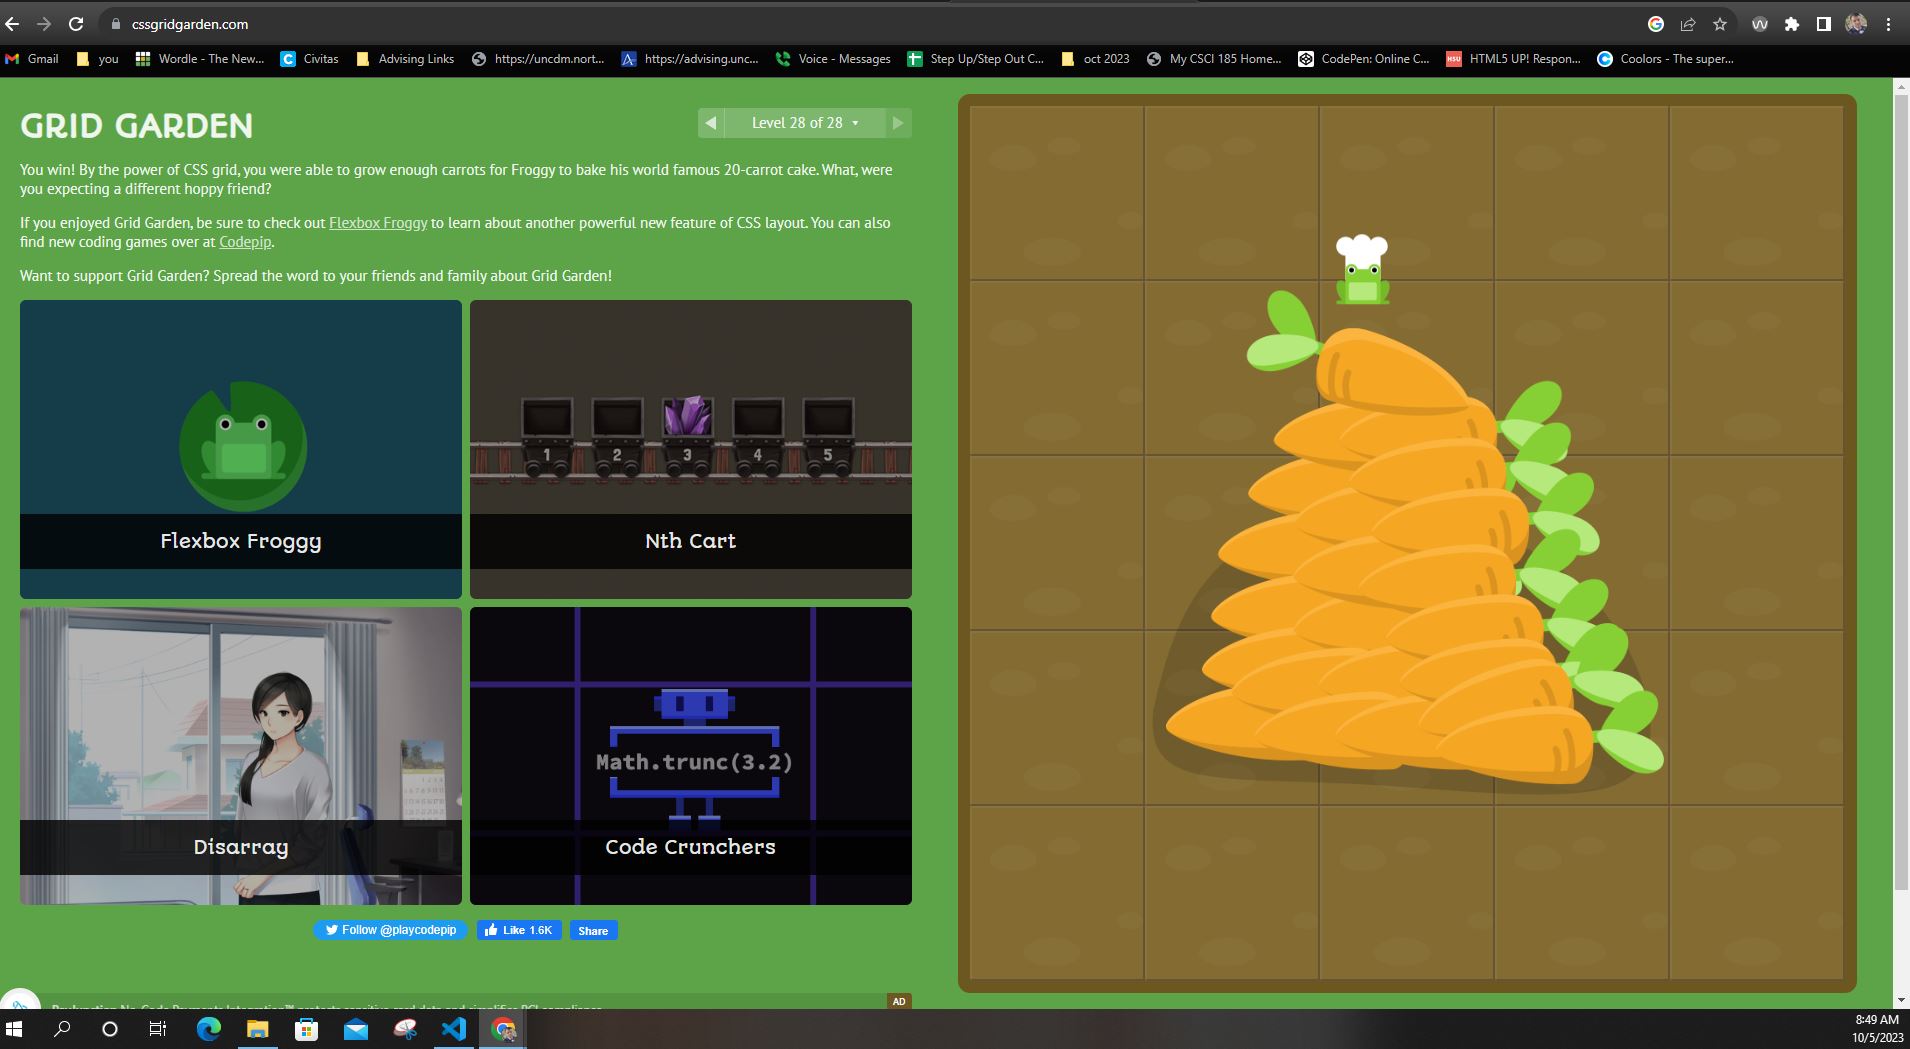 cssgridgarden.com
Gmail
you
Wordle - The New...
Civitas
Advising Links
https://uncdm.nort...
https://advising.unc...
Voice - Messages
Step Up/Step Out C...
oct 2023
My CSCI 185 Home...
CodePen: Online C...
HTML5 UP! Respon...
Coolors - The super...
GRID GARDEN
Level 28 of 28
You win! By the power of CSS grid, you were able to grow enough carrots for Froggy to bake his world famous 20-carrot cake. What, were
you expecting a different hoppy friend?
If you enjoyed Grid Garden, be sure to check out Flexbox Froggy to learn about another powerful new feature of CSS layout. You can also
find new coding games over at Codepip.
Want to support Grid Garden? Spread the word to your friends and family about Grid Garden!
1 2 3 4 5
Flexbox Froggy
Nth Cart
Math.trunc(3.2)
Disarray
Code Crunchers
Follow @playcodepip
Like 1.6K
Share
AD
8:49 AM
10/5/2023